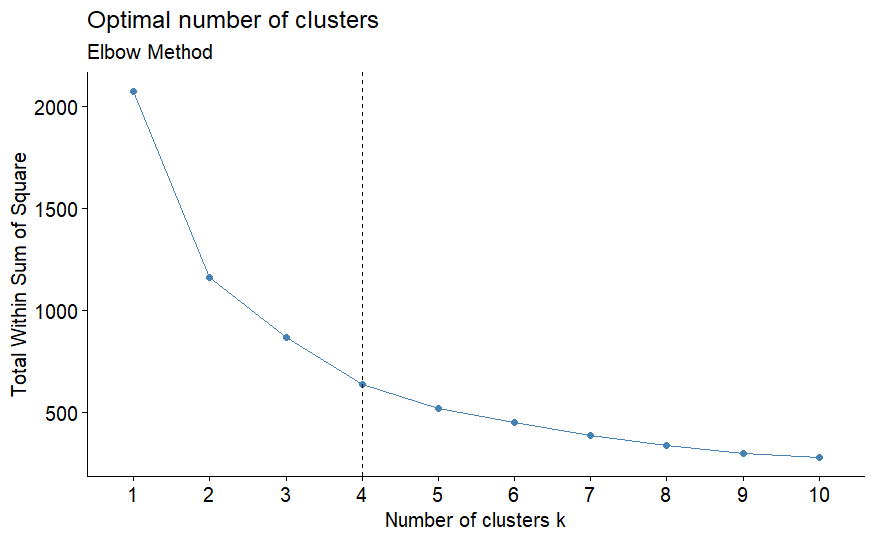 Optimal number of clusters
Elbow Method
Total Within Sum of Square
2000
1500
1000
500
1 2 3 4 5 6 7 8 9 10
Number of clusters k